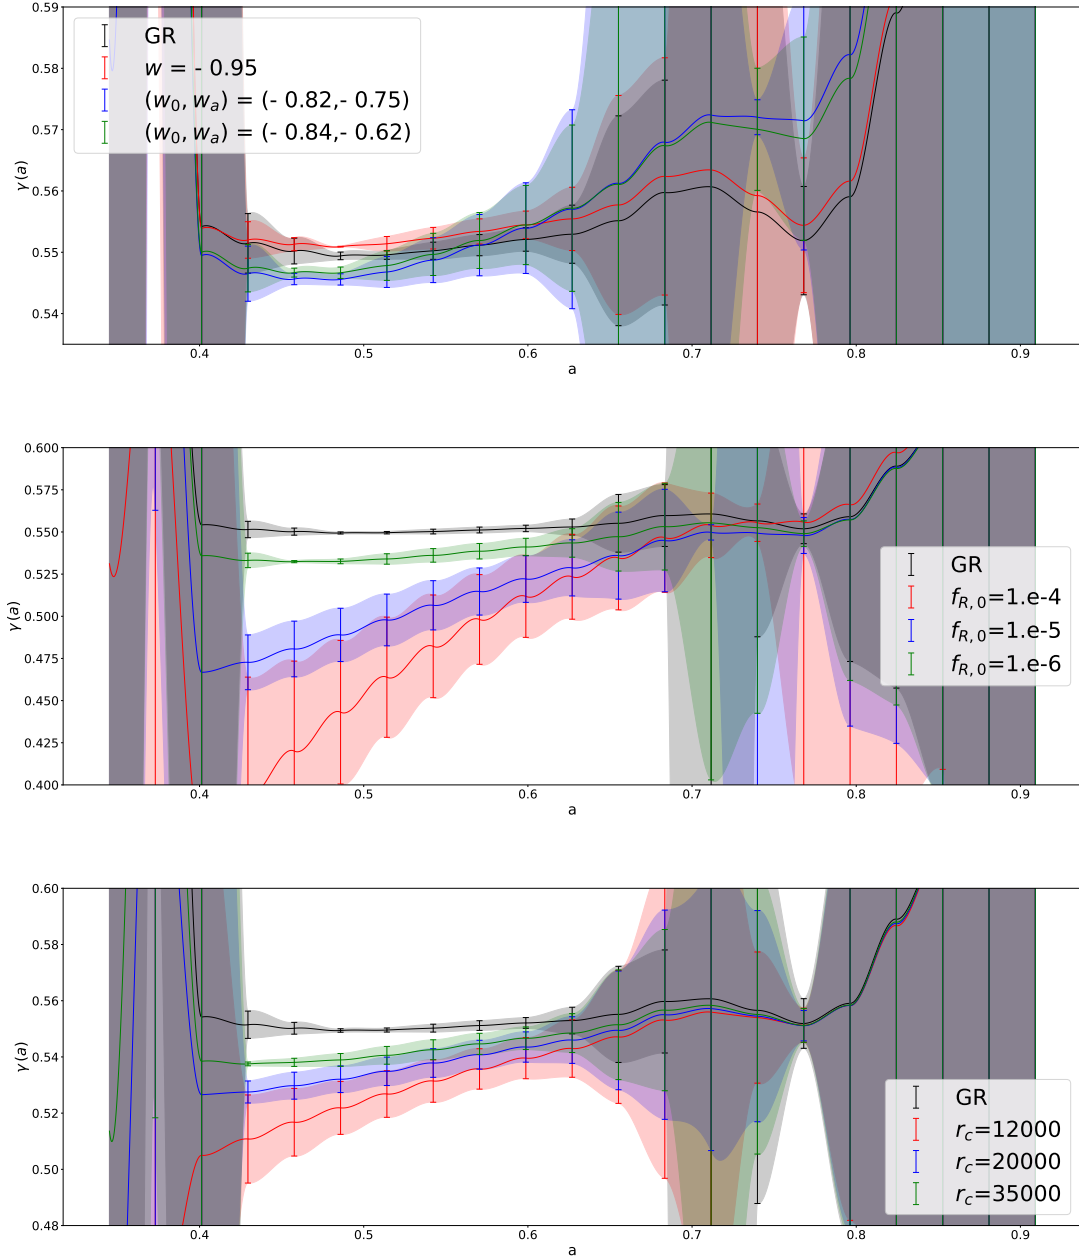 0.59
0.58
0.57
0.56
0.55
0.54
γ(a)
GR
w = - 0.95
(w0, wa) = (- 0.82,- 0.75)
(w0, wa) = (- 0.84,- 0.62)
0.4 0.5 0.6 0.7 0.8 0.9
a
0.600
0.575
0.550
0.525
0.500
0.475
0.450
0.425
0.400
γ(a)
GR
fR, 0=1.e-4
fR, 0=1.e-5
fR, 0=1.e-6
0.4 0.5 0.6 0.7 0.8 0.9
a
0.60
0.58
0.56
0.54
0.52
0.50
0.48
γ(a)
GR
rc=12000
rc=20000
rc=35000
0.4 0.5 0.6 0.7 0.8 0.9
a